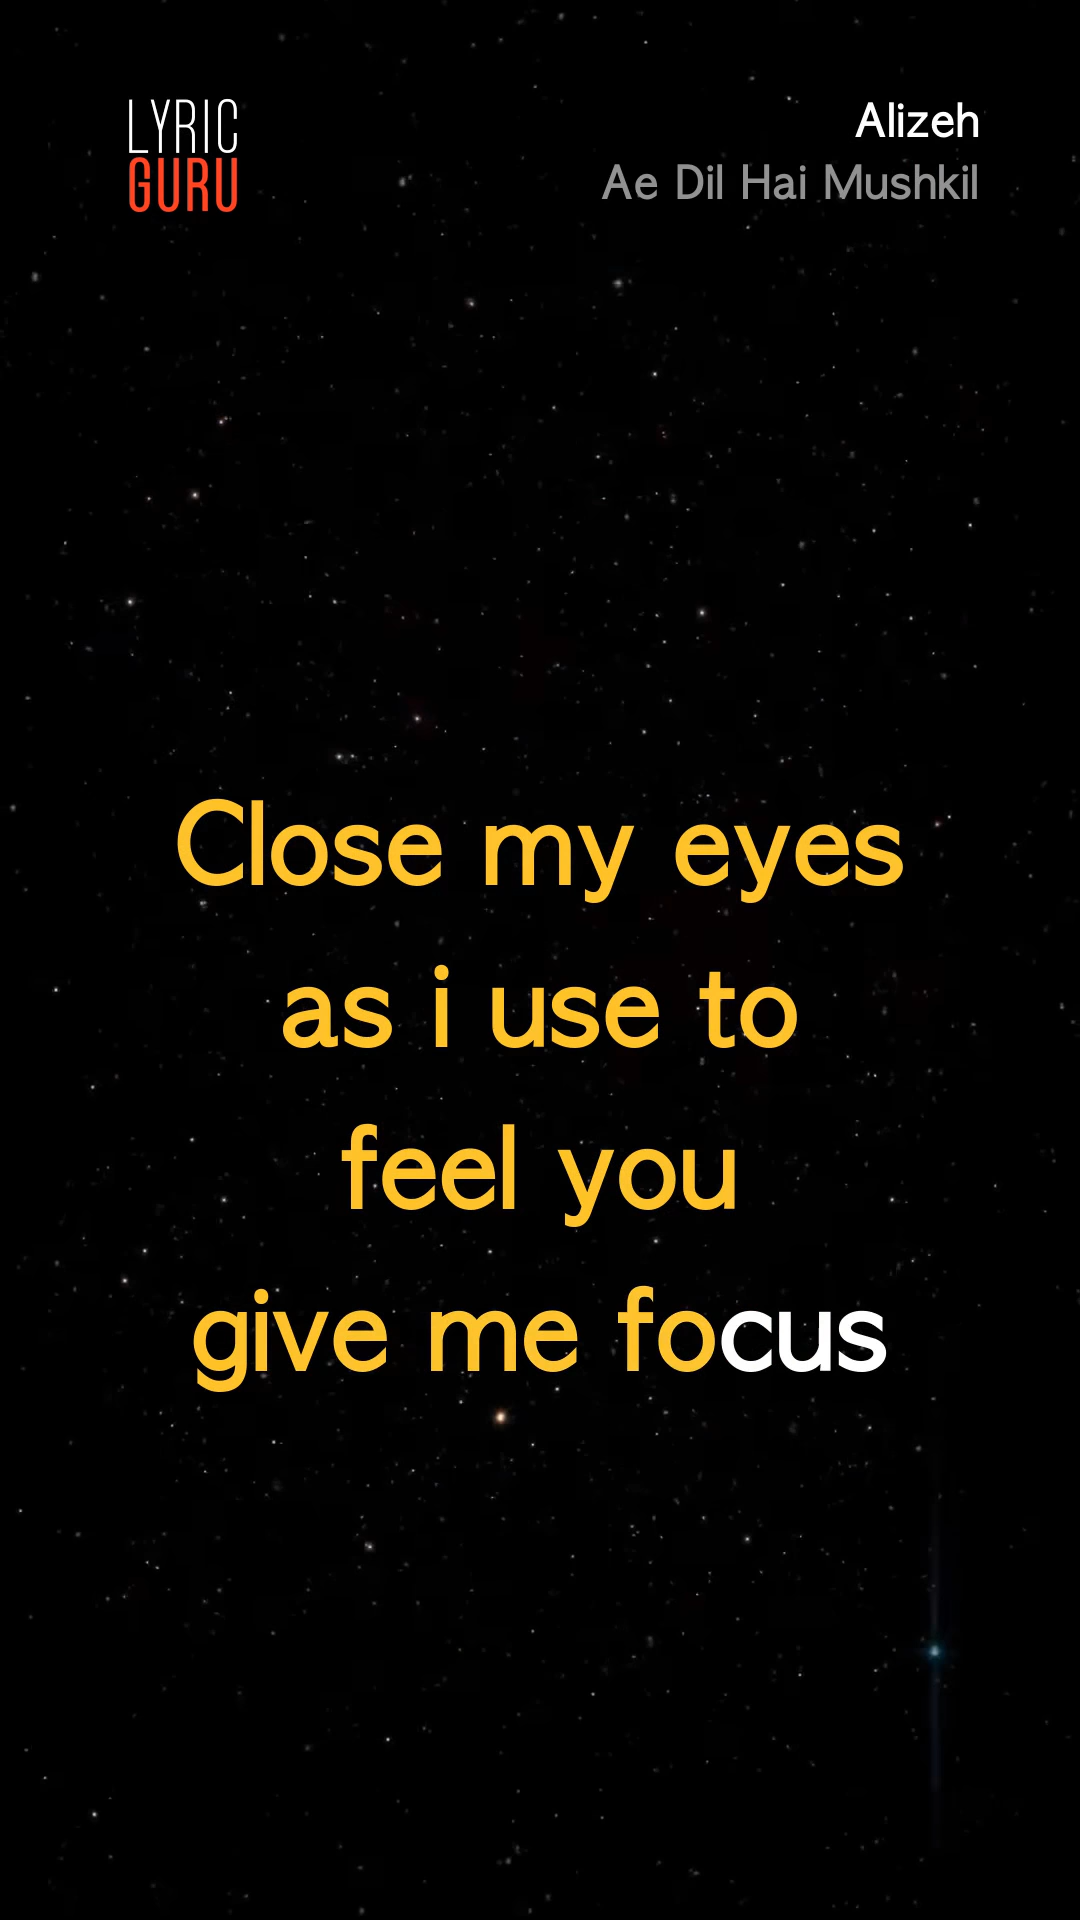 LYRIC
GURU
Alizeh
Ae Dil Hai Mushkil
Close my eyes
as i use to
feel you
give me focus